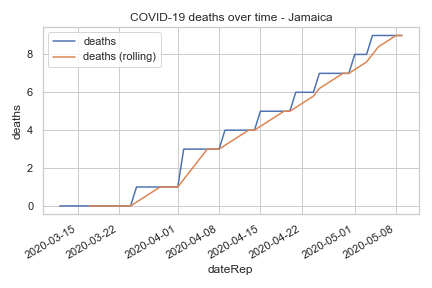 COVID-19 deaths over time - Jamaica
deaths
deaths (rolling)
deaths
8
6
4
2
0
2020-03-15
2020-03-22
2020-04-01
2020-04-08
2020-04-15
2020-04-22
2020-05-01
2020-05-08
dateRep